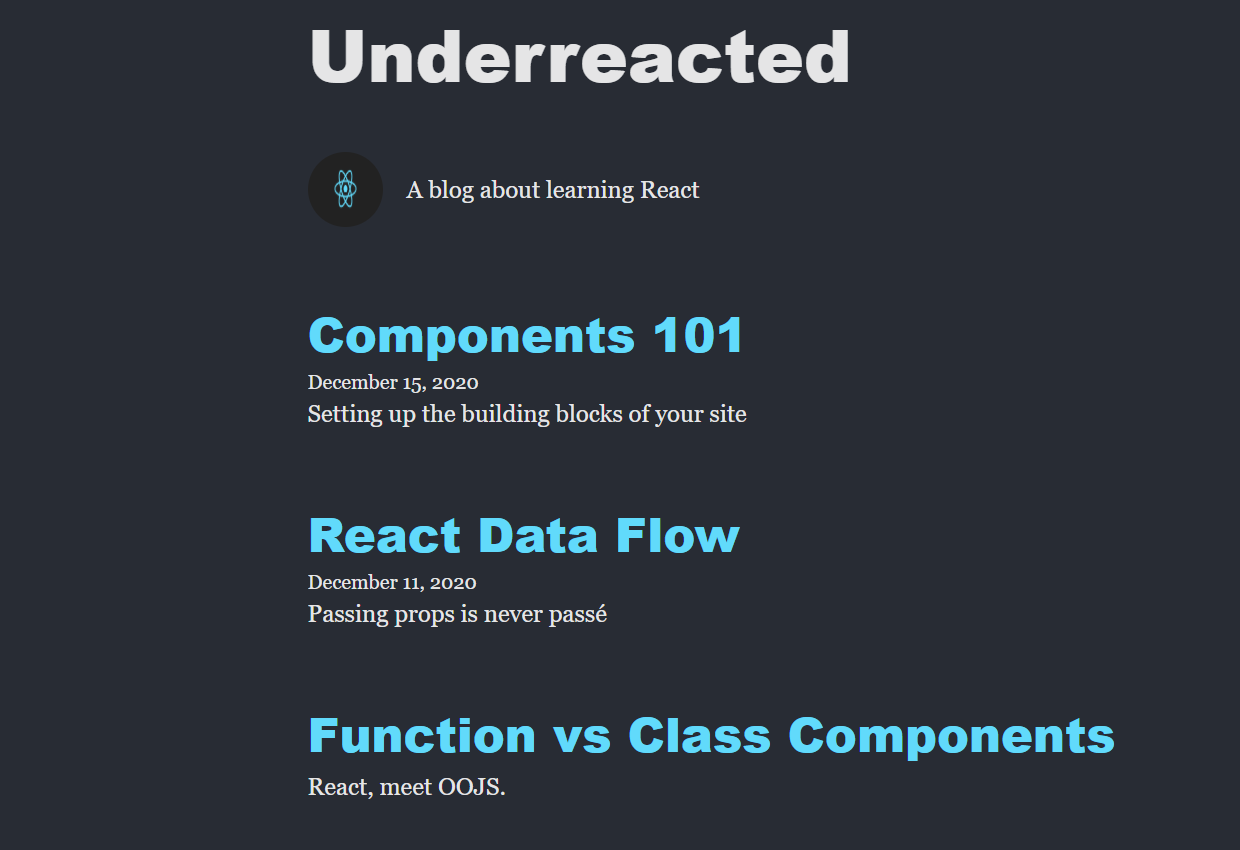 Underreacted
A blog about learning React
Components 101
December 15, 2020
Setting up the building blocks of your site
React Data Flow
December 11, 2020
Passing props is never passé
Function vs Class Components
React, meet OOJS.